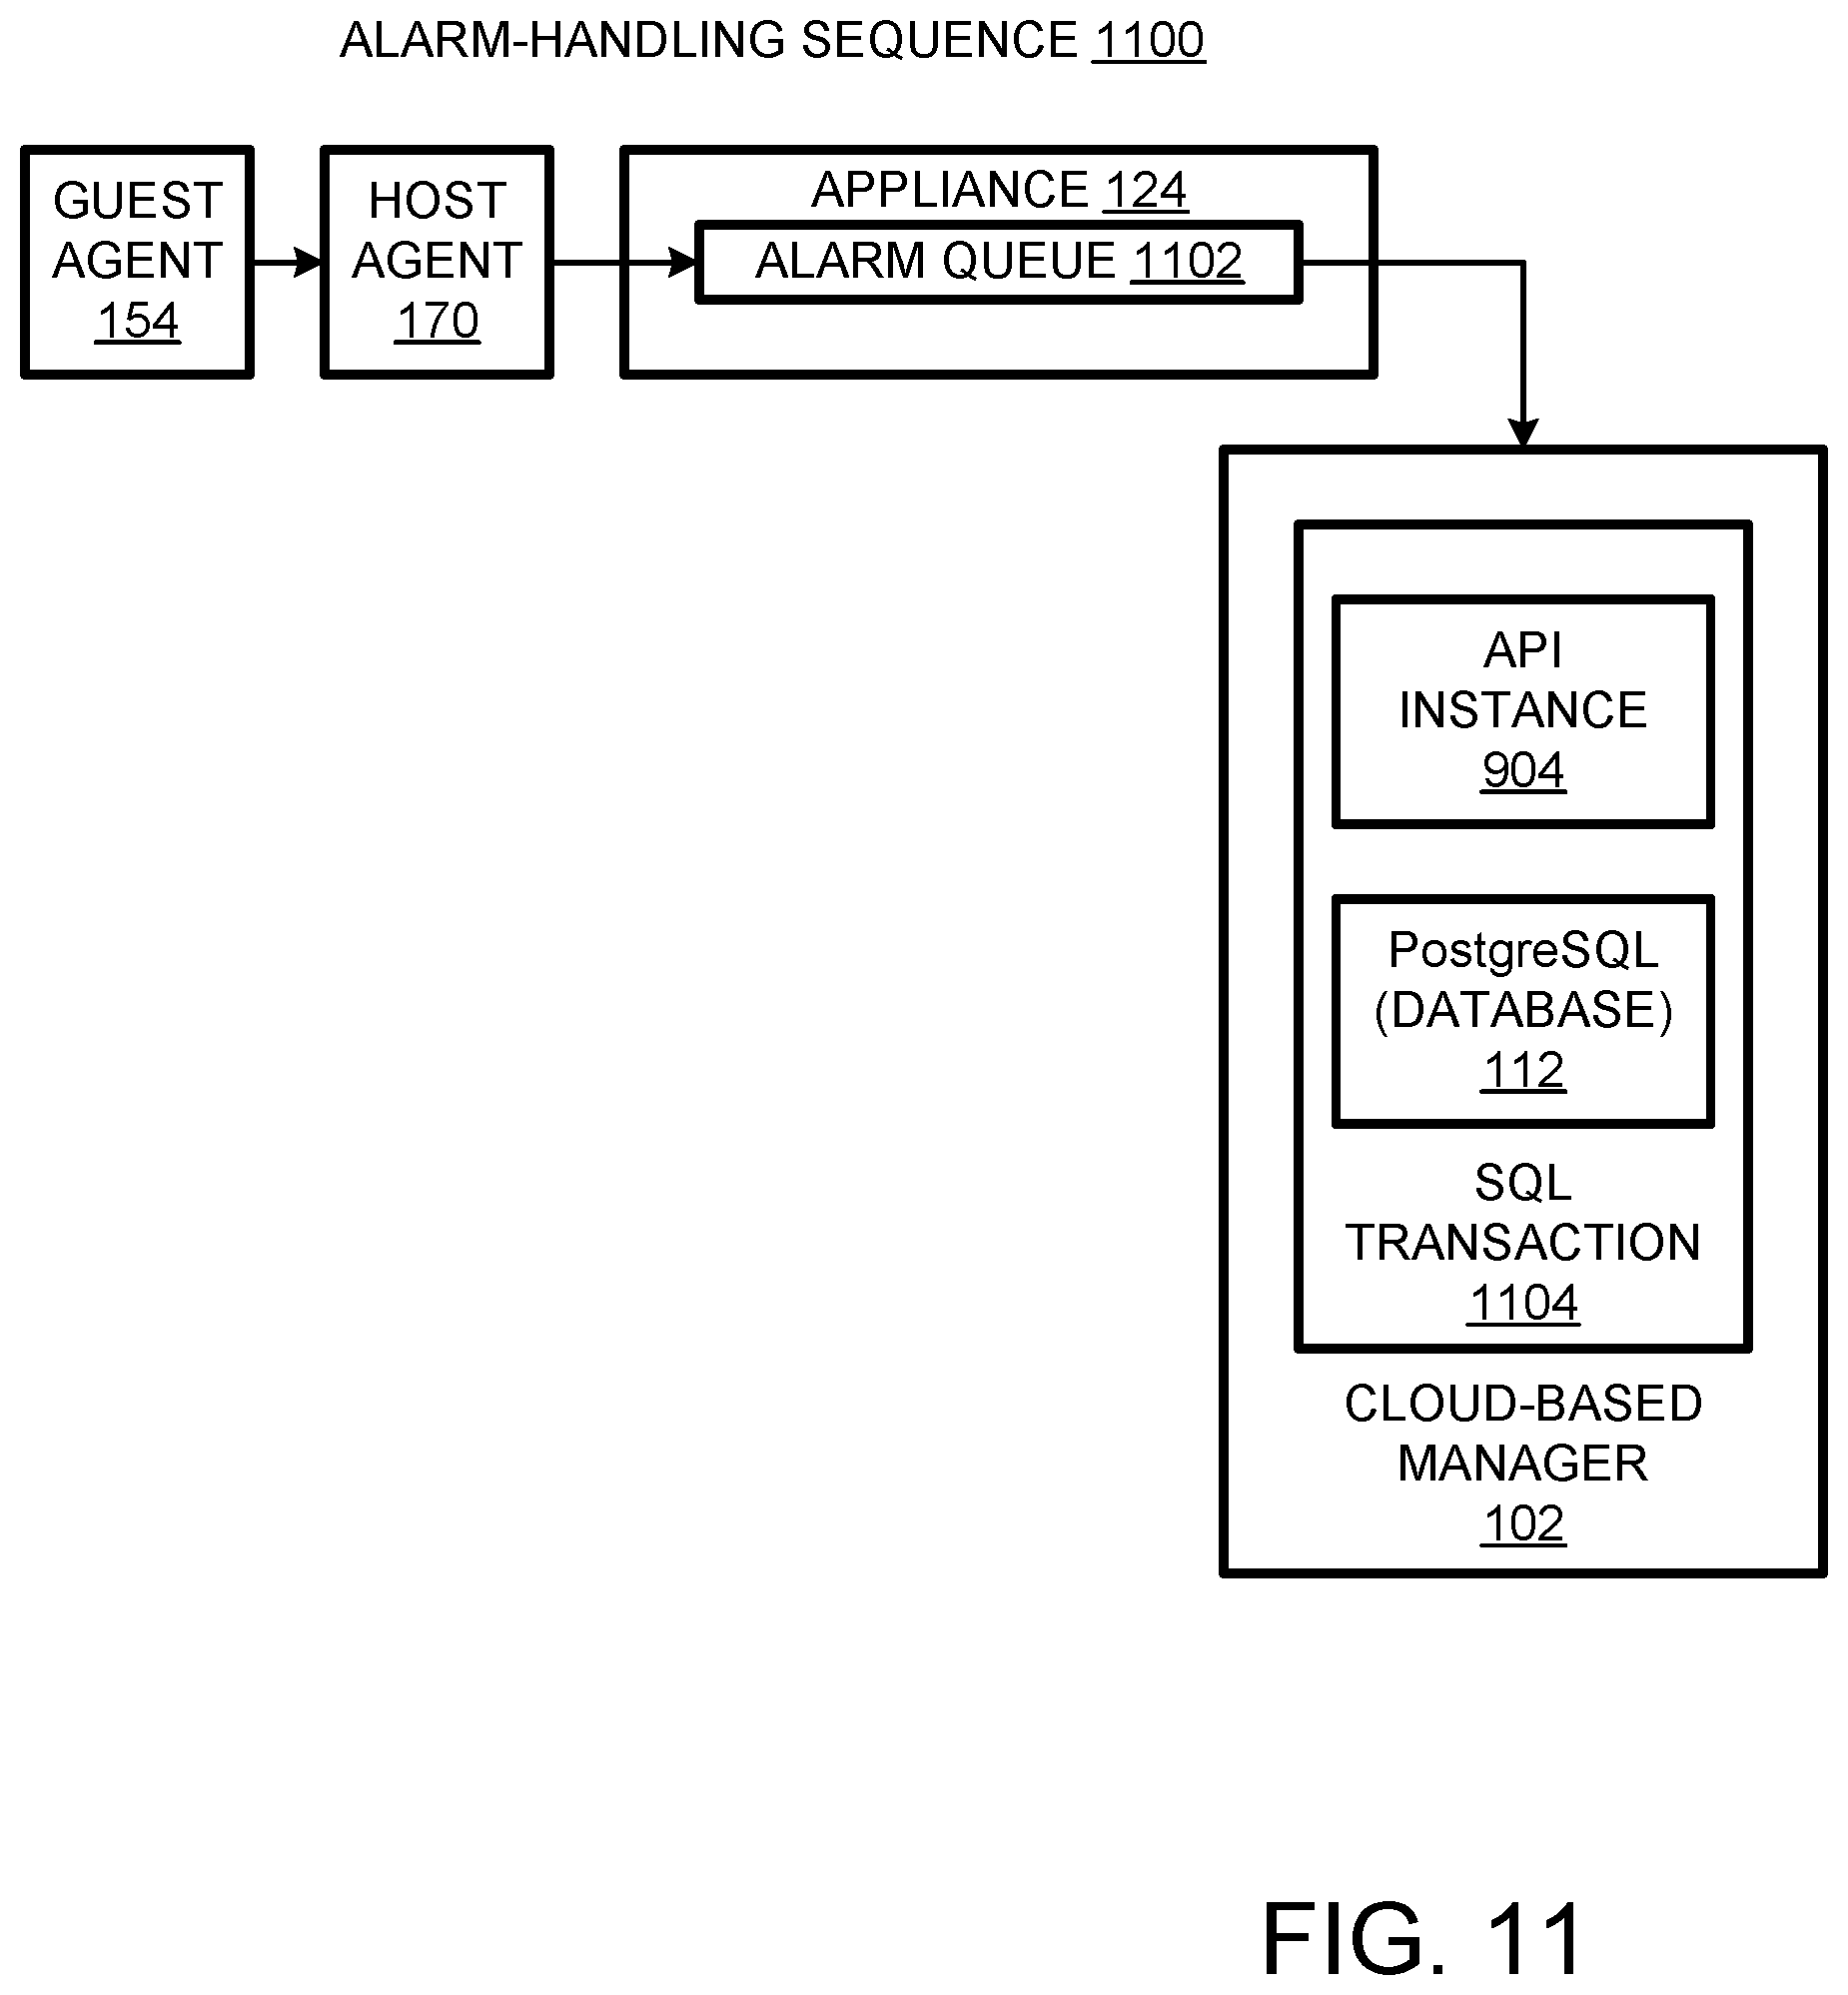 ALARM-HANDLING SEQUENCE 1100
GUEST
AGENT
154
HOST
AGENT
170
APPLIANCE 124
ALARM QUEUE 1102
API
INSTANCE
904
PostgreSQL
(DATABASE)
112
SQL
TRANSACTION
1104
CLOUD-BASED
MANAGER
102
FIG. 11